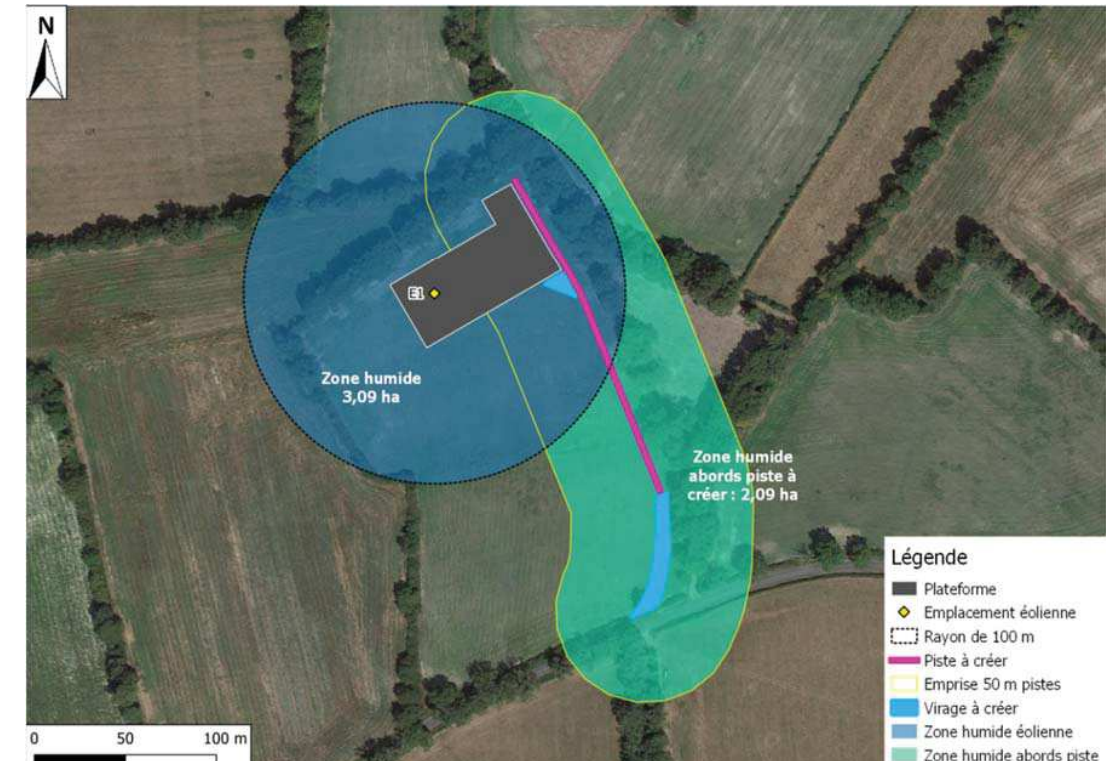 N
E1
Zone humide
3,09 ha
Zone humide
abords piste à
créer : 2,09 ha
Légende
Plateforme
Emplacement éolienne
Rayon de 100 m
Piste à créer
Emprise 50 m pistes
Virage à créer
Zone humide éolienne
Zone humide abords piste
0 50 100 m